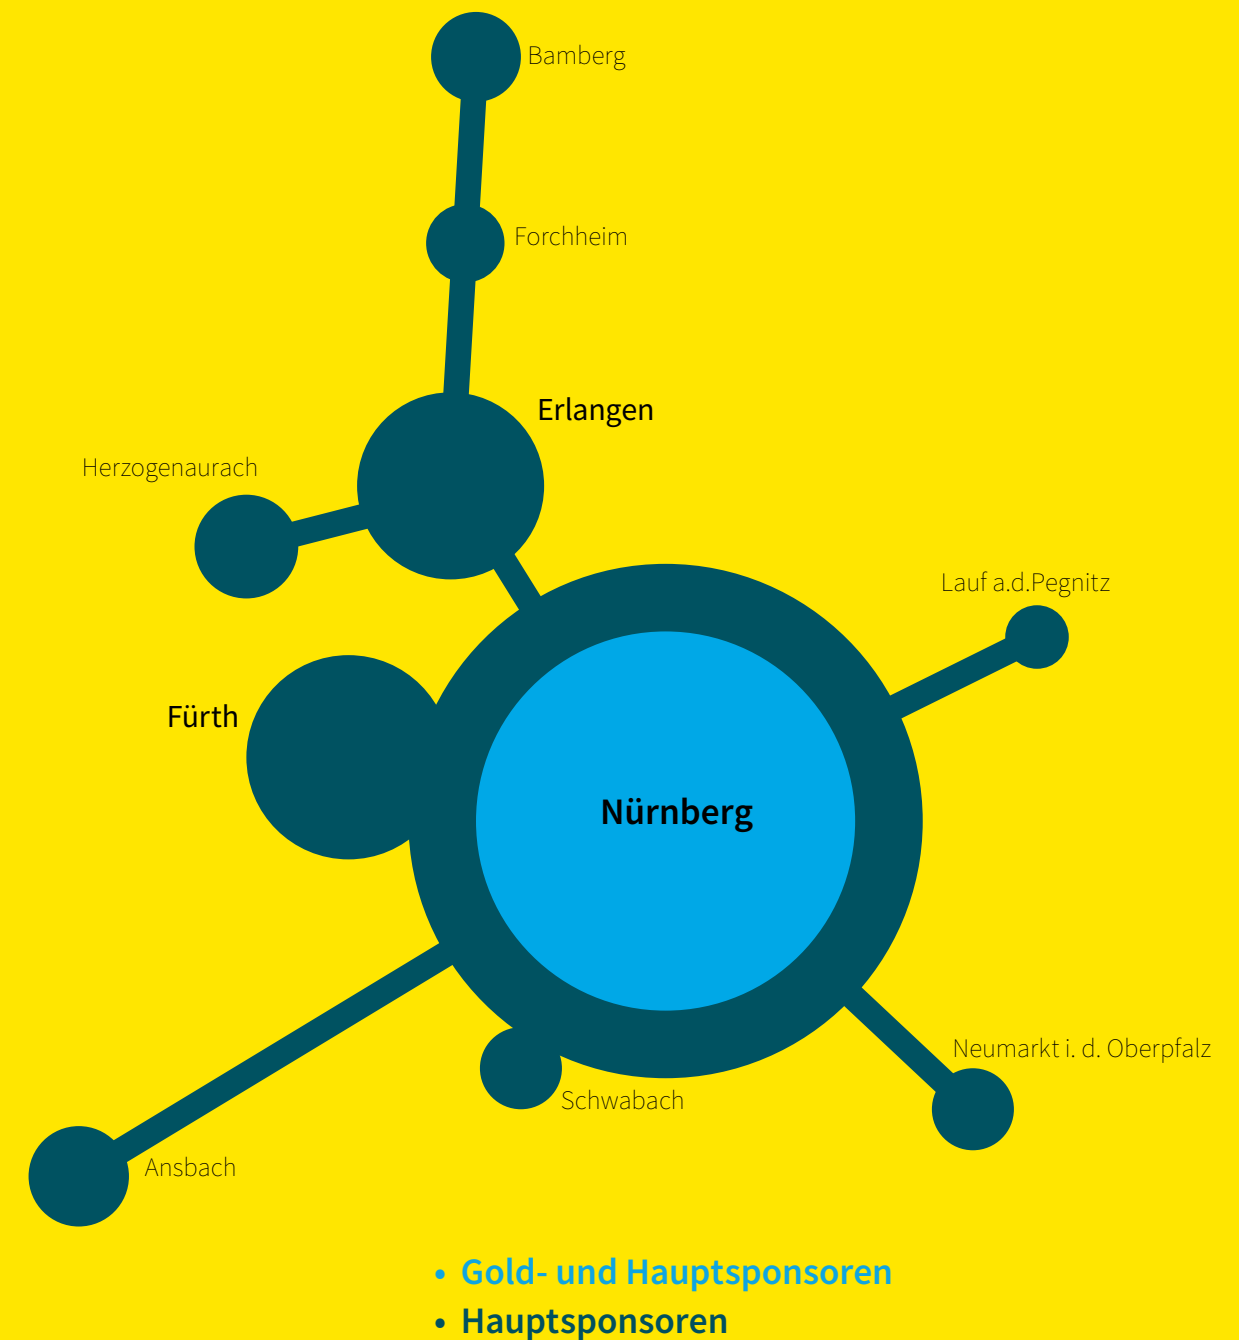 Bamberg
Forchheim
Erlangen
Herzogenaurach
Lauf a.d.Pegnitz
Fürth
Nürnberg
Neumarkt i. d. Oberpfalz
Schwabach
Ansbach
• Gold- und Hauptsponsoren
• Hauptsponsoren